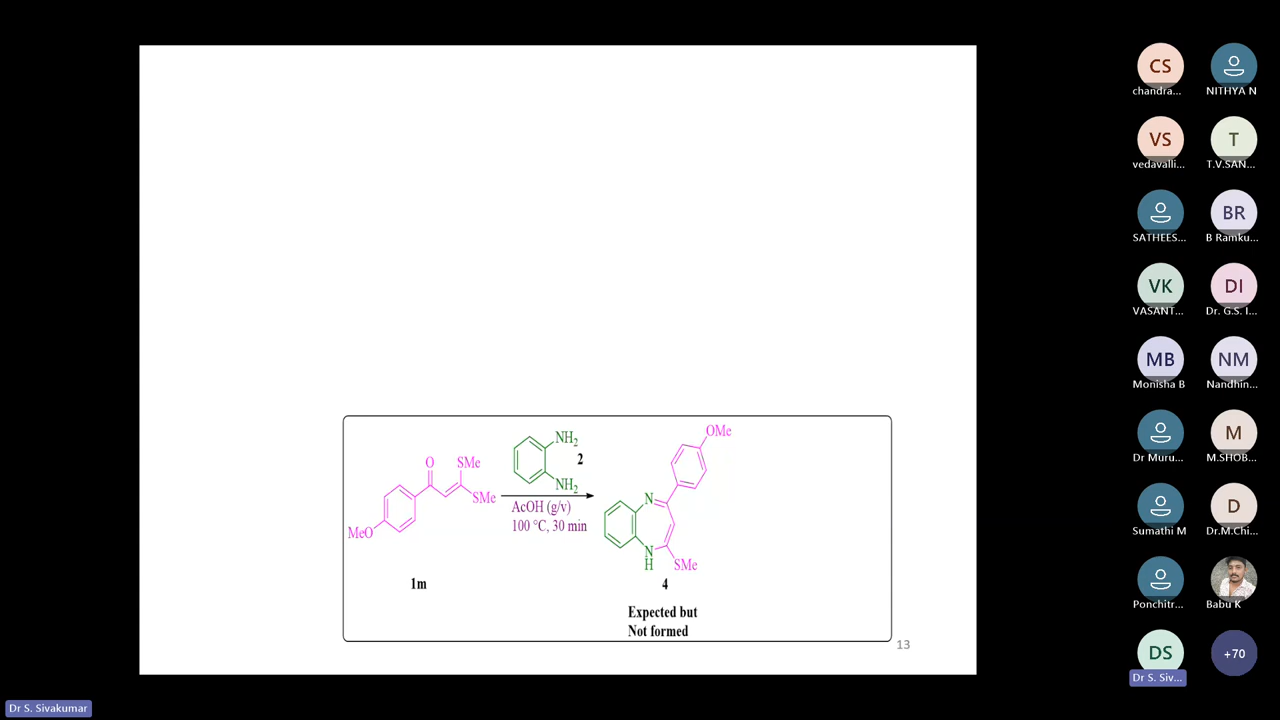 OMe
NH2
O
SMe
2
SMe
NH2
N
AcOH (g/v)
100 °C, 30 min
MeO
N
H
SMe
1m
4
Expected but
Not formed
13
CS
chandra...
NITHYA N
VS
vedavalli...
T
T.V.SAN...
SATHEES...
BR
B Ramku...
VK
VASANT...
DI
Dr. G.S. I...
MB
Monisha B
NM
Nandhin...
Dr Muru...
M
M.SHOB...
Sumathi M
D
Dr.M.Chi...
Ponchitr...
Babu K
DS
Dr S. Siv...
+70
Dr S. Sivakumar